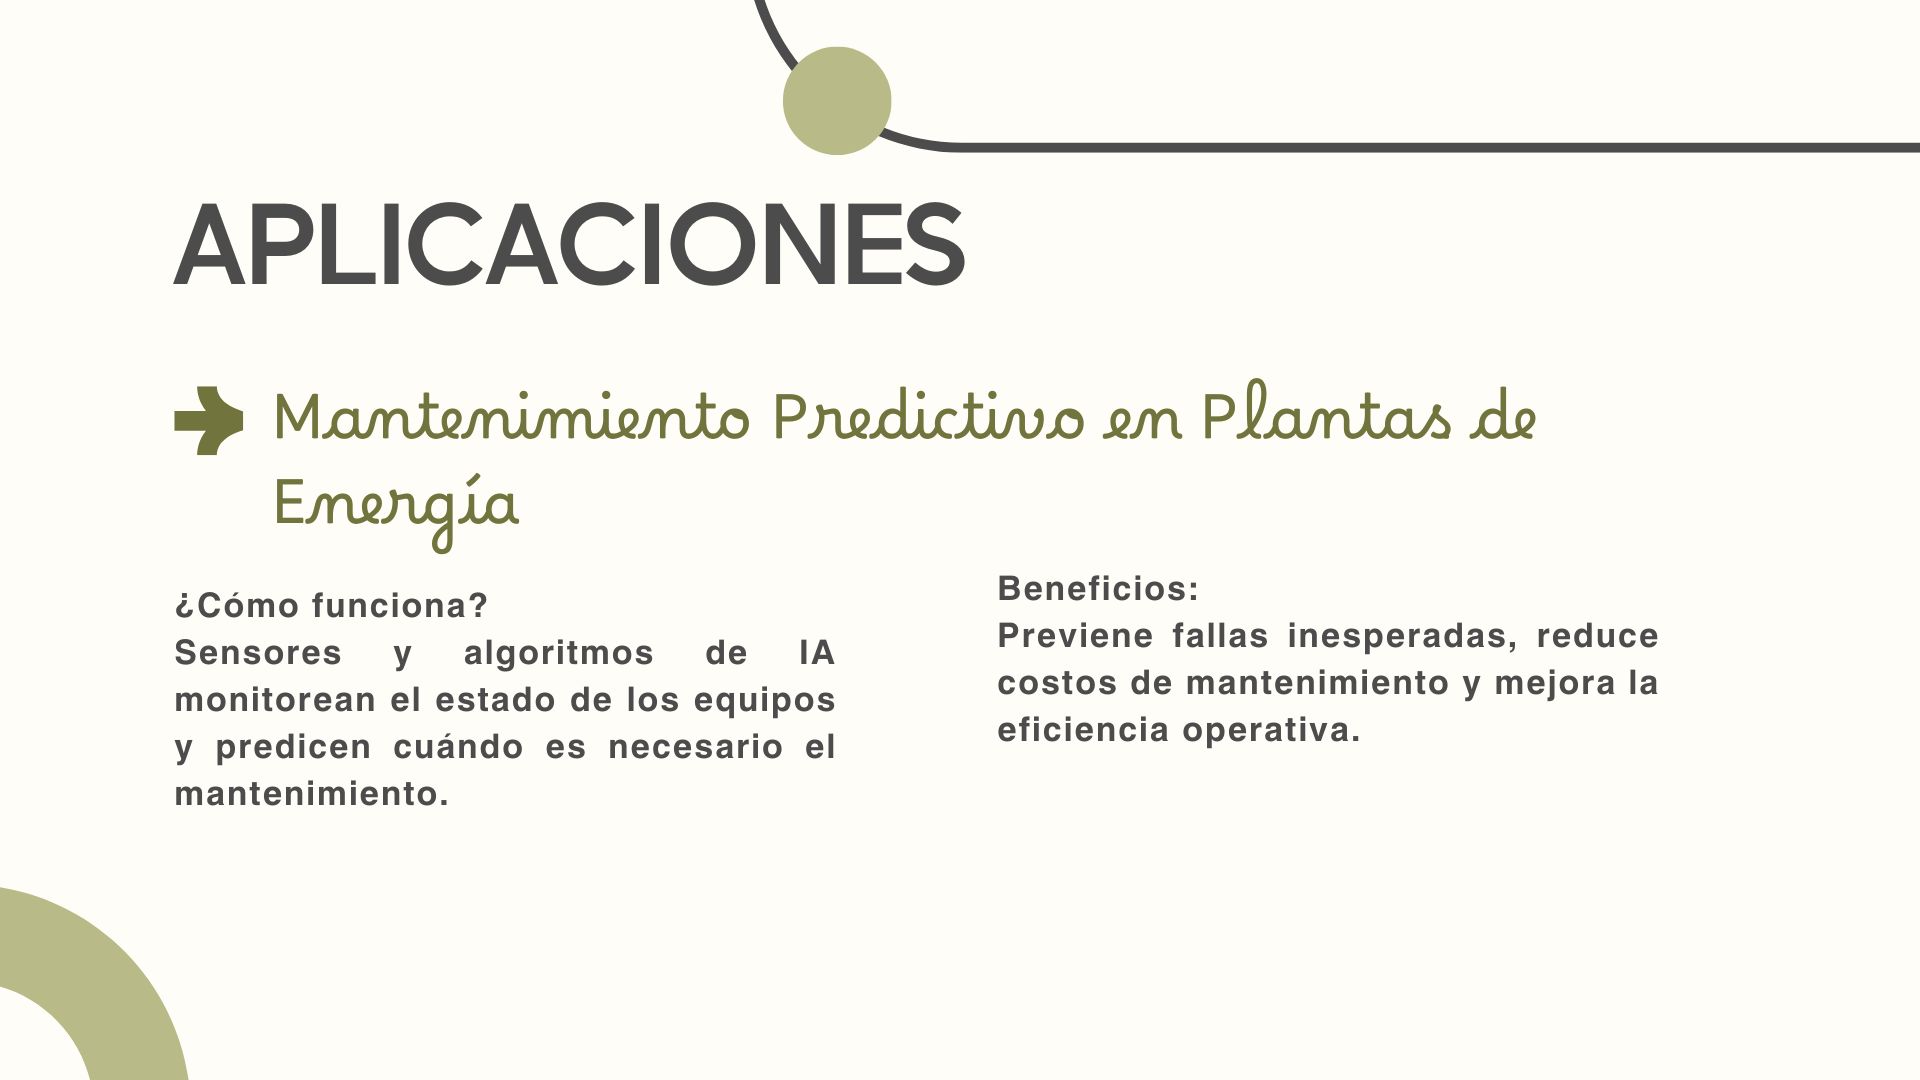 APLICACIONES
Mantenimiento Predictivo en Plantas de
Energía
¿Cómo funciona?
Sensores y algoritmos de IA
monitorean el estado de los equipos
y predicen cuándo es necesario el
mantenimiento.
Beneficios:
Previene fallas inesperadas, reduce
costos de mantenimiento y mejora la
eficiencia operativa.